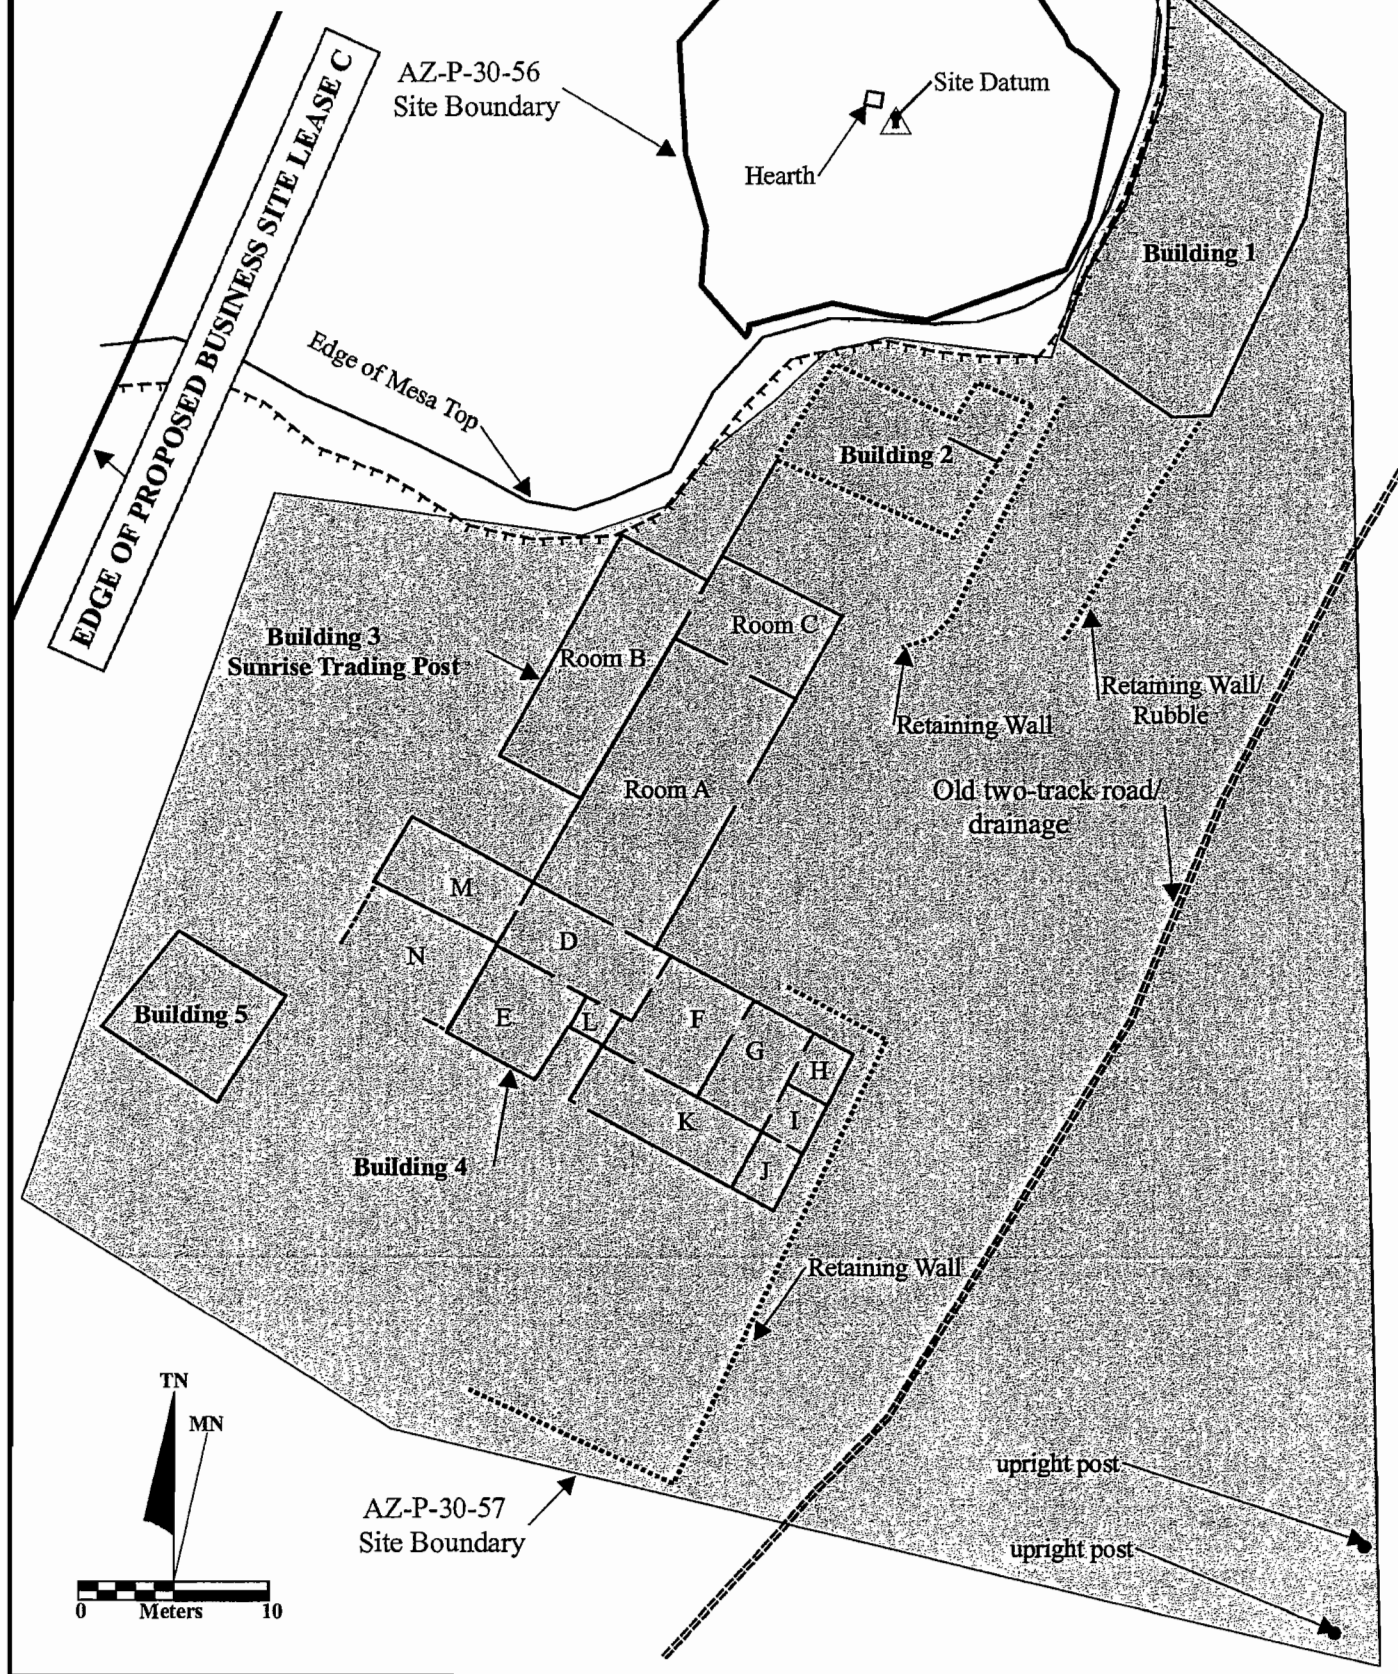 AZ-P-30-56
Site Boundary
Site Datum
Hearth
EDGE OF PROPOSED BUSINESS SITE LEASE C
Building 1
Edge of Mesa Top
Building 2
Building 3
Sunrise Trading Post
Room B
Room C
Retaining Wall
Retaining Wall/
Rubble
Room A
Old two-track road/
drainage
M
D
N
Building 5
E
L
F
G
H
K
I
J
Building 4
Retaining Wall
TN
MN
upright post
AZ-P-30-57
Site Boundary
upright post
0 Meters 10